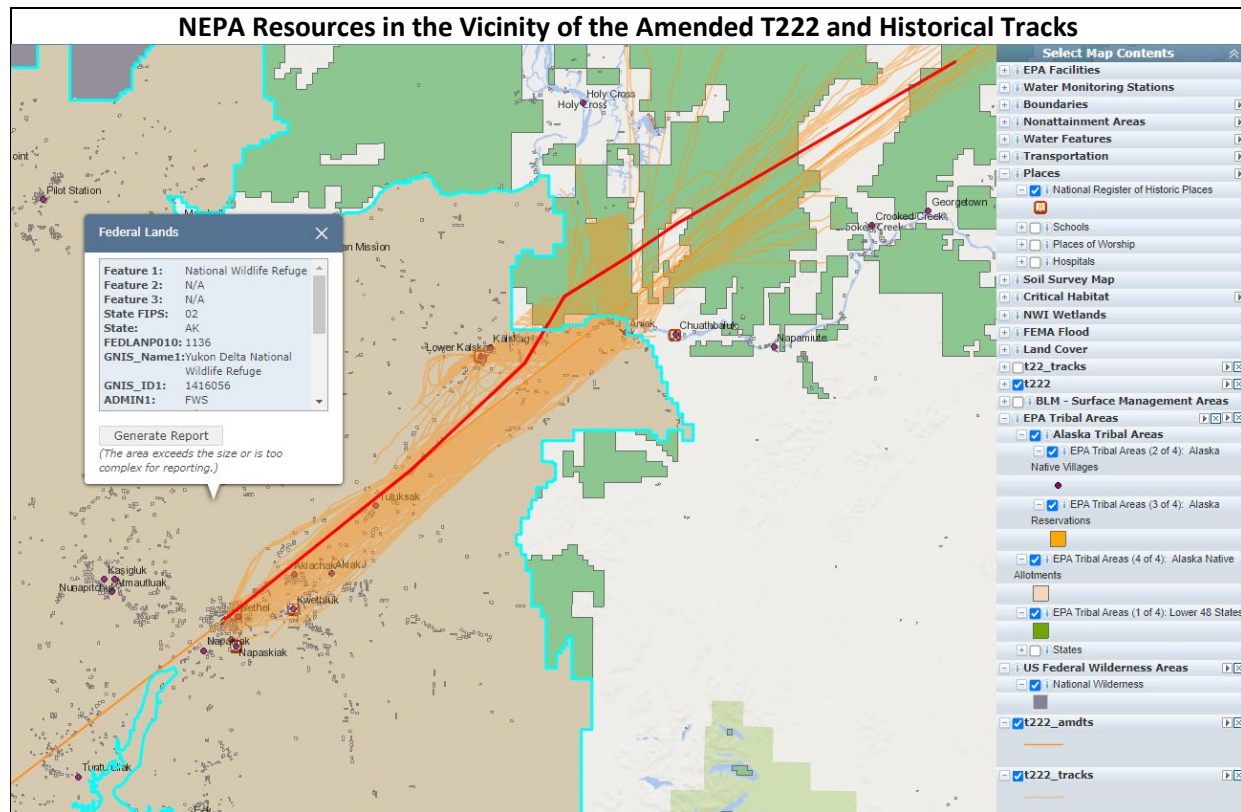 NEPA Resources in the Vicinity of the Amended T222 and Historical Tracks
Holy Cross
Holy Cross
oint
Pilot Station
Georgetown
Crooked Creek
an Mission
Aniak
Chuathbaluk
Napamiute
Kalskag
Lower Kalskag
Tuluksak
Akiachak
Akiak
Kasigluk
Atmautluak
Nunapitchuk
Bethel
Kwethluk
Napakiak
Napaskiak
Tuntutuliak
Eek
Federal Lands
Feature 1: National Wildlife Refuge
Feature 2: N/A
Feature 3: N/A
State FIPS: 02
State: AK
FEDLANP010: 1136
GNIS_Name1: Yukon Delta National
Wildlife Refuge
GNIS_ID1: 1416056
ADMIN1: FWS
Generate Report
(The area exceeds the size or is too
complex for reporting.)
Select Map Contents
EPA Facilities
Water Monitoring Stations
Boundaries
Nonattainment Areas
Water Features
Transportation
Places
National Register of Historic Places
Schools
Places of Worship
Hospitals
Soil Survey Map
Critical Habitat
NWI Wetlands
FEMA Flood
Land Cover
t22_tracks
t222
BLM - Surface Management Areas
EPA Tribal Areas
Alaska Tribal Areas
EPA Tribal Areas (2 of 4): Alaska
Native Villages
EPA Tribal Areas (3 of 4): Alaska
Reservations
EPA Tribal Areas (4 of 4): Alaska Native
Allotments
EPA Tribal Areas (1 of 4): Lower 48 States
States
US Federal Wilderness Areas
National Wilderness
t222_amdts
t222_tracks